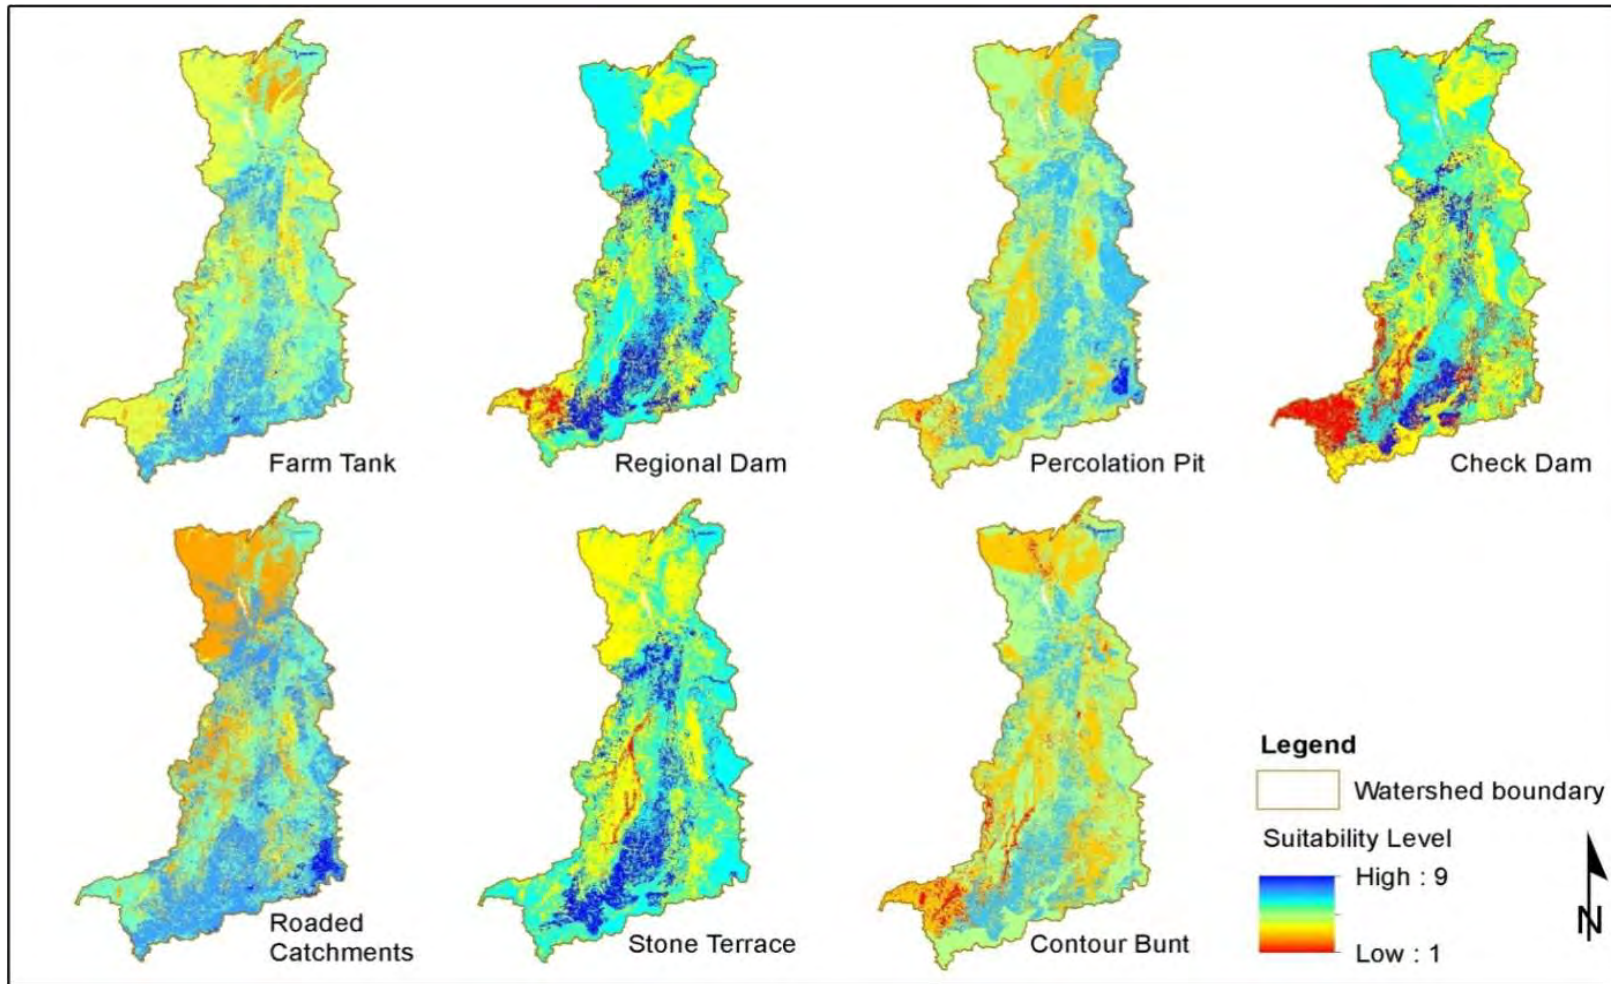 Farm Tank
Regional Dam
Percolation Pit
Check Dam
Roaded
Catchments
Stone Terrace
Contour Bunt
Legend
Watershed boundary
Suitability Level
High : 9
Low : 1
N